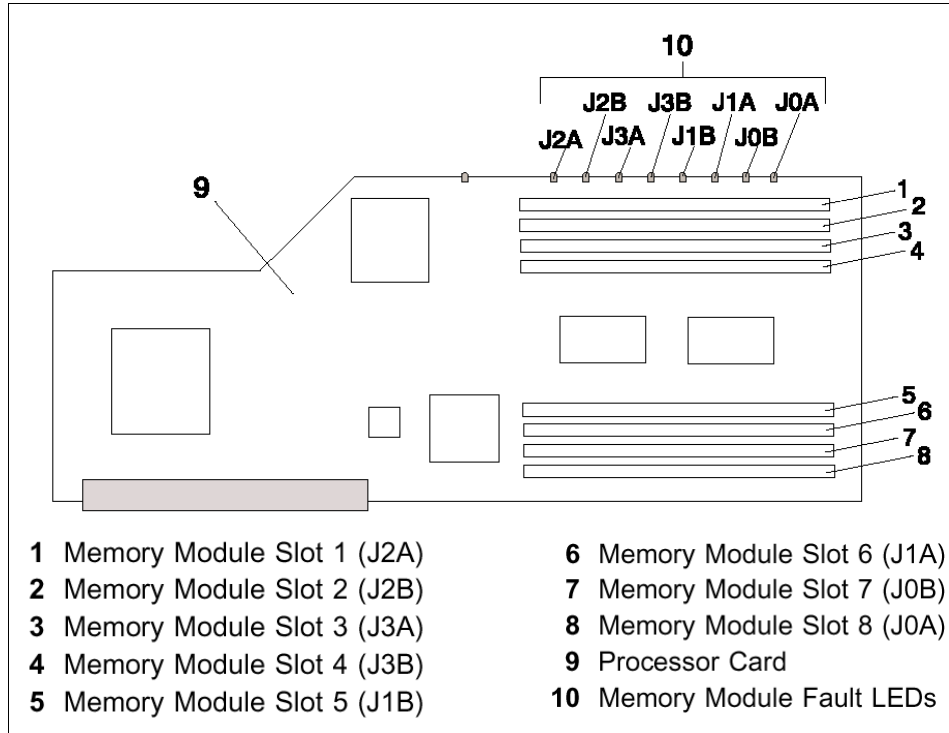 10
J2B J3B J1A J0A
J2A J3A J1B J0B
9
1
2
3
4
5
6
7
8
1 Memory Module Slot 1 (J2A)
2 Memory Module Slot 2 (J2B)
3 Memory Module Slot 3 (J3A)
4 Memory Module Slot 4 (J3B)
5 Memory Module Slot 5 (J1B)
6 Memory Module Slot 6 (J1A)
7 Memory Module Slot 7 (J0B)
8 Memory Module Slot 8 (J0A)
9 Processor Card
10 Memory Module Fault LEDs